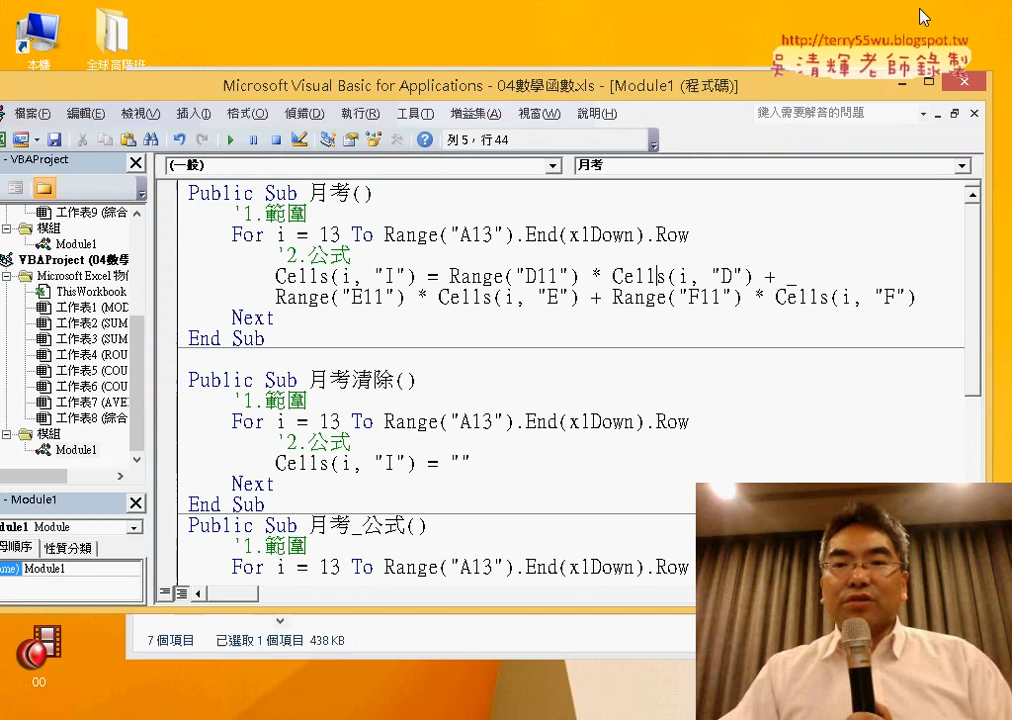 本機
全球高階班
http://terry55wu.blogspot.tw
吳清輝老師錄製
Microsoft Visual Basic for Applications - 04數學函數.xls - [Module1 (程式碼)]
檔案(F) 編輯(E) 檢視(V) 插入(I) 格式(O) 偵錯(D) 執行(R) 工具(T) 增益集(A) 視窗(W) 說明(H) 鍵入需要解答的問題
列 5，行 44
- VBAProject
(一般) 月考
工作表9 (綜合
模組
Module1
VBAProject (04數學
Microsoft Excel 物件
ThisWorkbook
工作表1 (MOD
工作表2 (SUM
工作表3 (SUM
工作表4 (ROU
工作表5 (COU
工作表6 (COU
工作表7 (AVE
工作表8 (綜合
模組
Module1
- Module1
dule1 Module
母順序 性質分類
ame) Module1
Public Sub 月考()
'1.範圍
For i = 13 To Range("A13").End(xlDown).Row
'2.公式
Cells(i, "I") = Range("D11") * Cells(i, "D") + _
Range("E11") * Cells(i, "E") + Range("F11") * Cells(i, "F")
Next
End Sub
Public Sub 月考清除()
'1.範圍
For i = 13 To Range("A13").End(xlDown).Row
'2.公式
Cells(i, "I") = ""
Next
End Sub
Public Sub 月考_公式()
'1.範圍
For i = 13 To Range("A13").End(xlDown).Row
7 個項目 已選取 1 個項目 438 KB
00